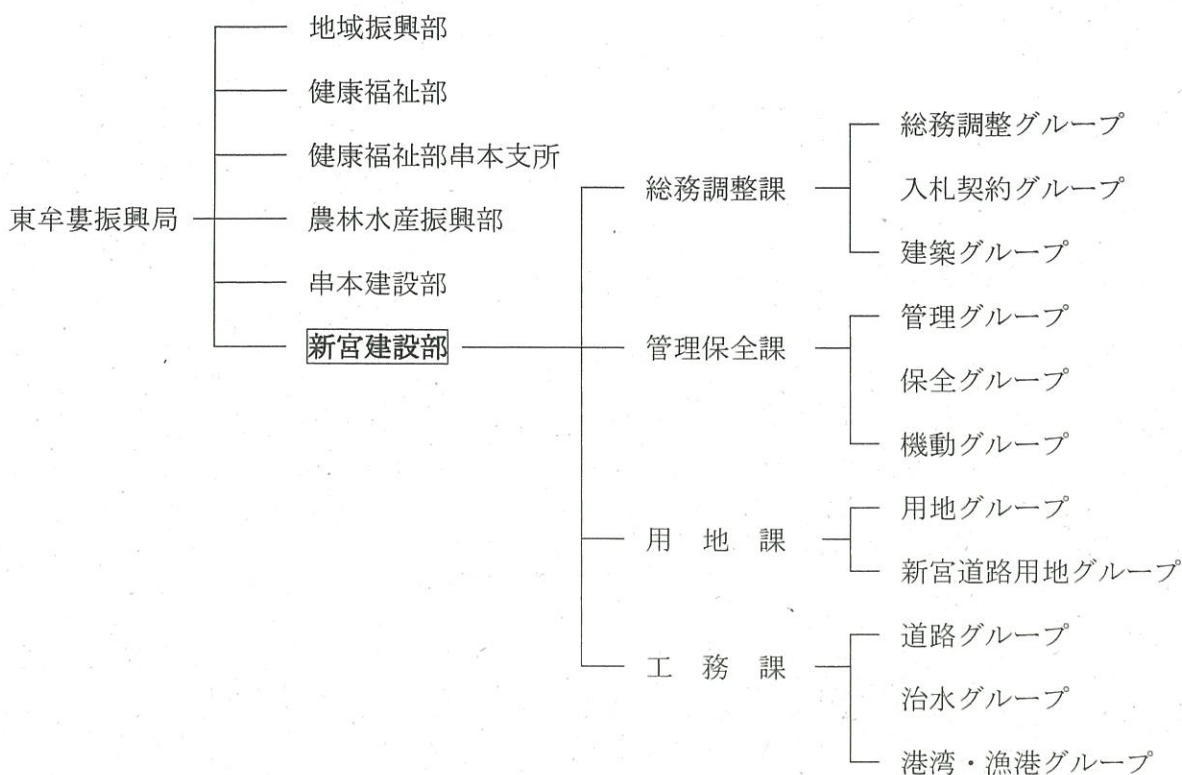 東牟婁振興局
地域振興部
健康福祉部
健康福祉部串本支所
農林水産振興部
串本建設部
新宮建設部
総務調整課
総務調整グループ
入札契約グループ
建築グループ
管理保全課
管理グループ
保全グループ
機動グループ
用地課
用地グループ
新宮道路用地グループ
工務課
道路グループ
治水グループ
港湾・漁港グループ